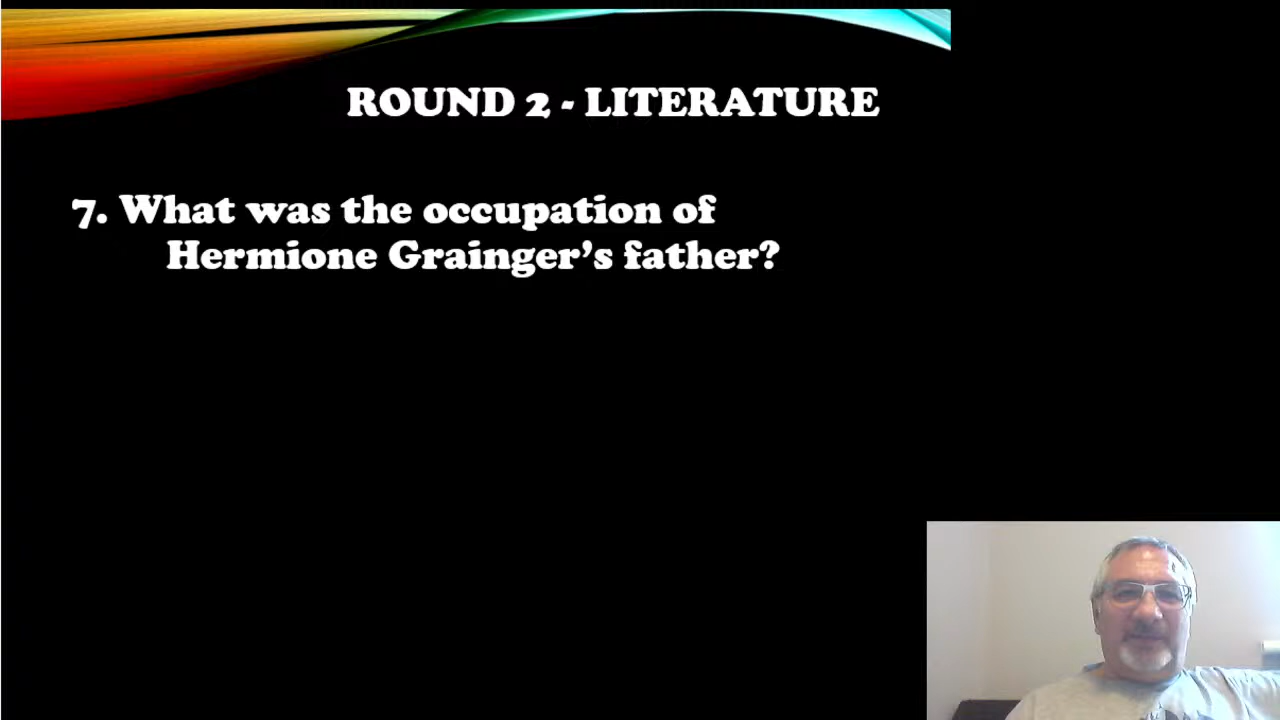 ROUND 2 - LITERATURE
7. What was the occupation of
Hermione Grainger’s father?